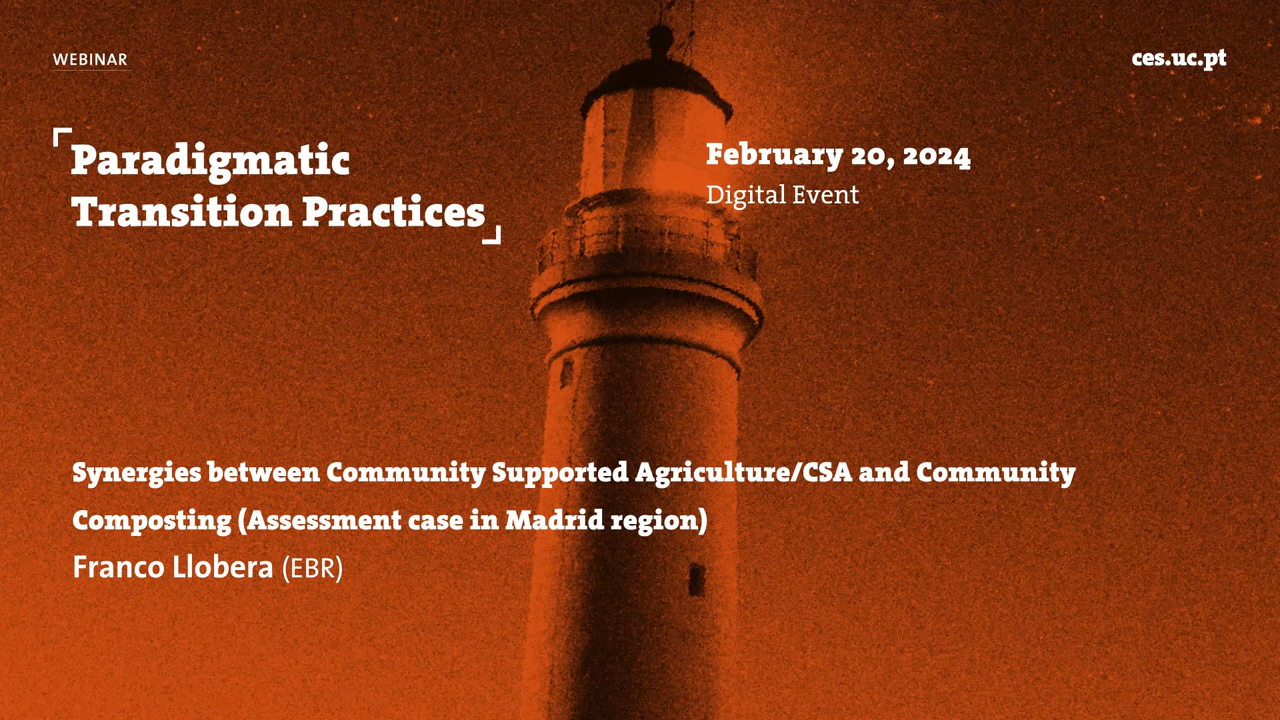 WEBINAR
ces.uc.pt
Paradigmatic
Transition Practices
February 20, 2024
Digital Event
Synergies between Community Supported Agriculture/CSA and Community
Composting (Assessment case in Madrid region)
Franco Llobera (EBR)